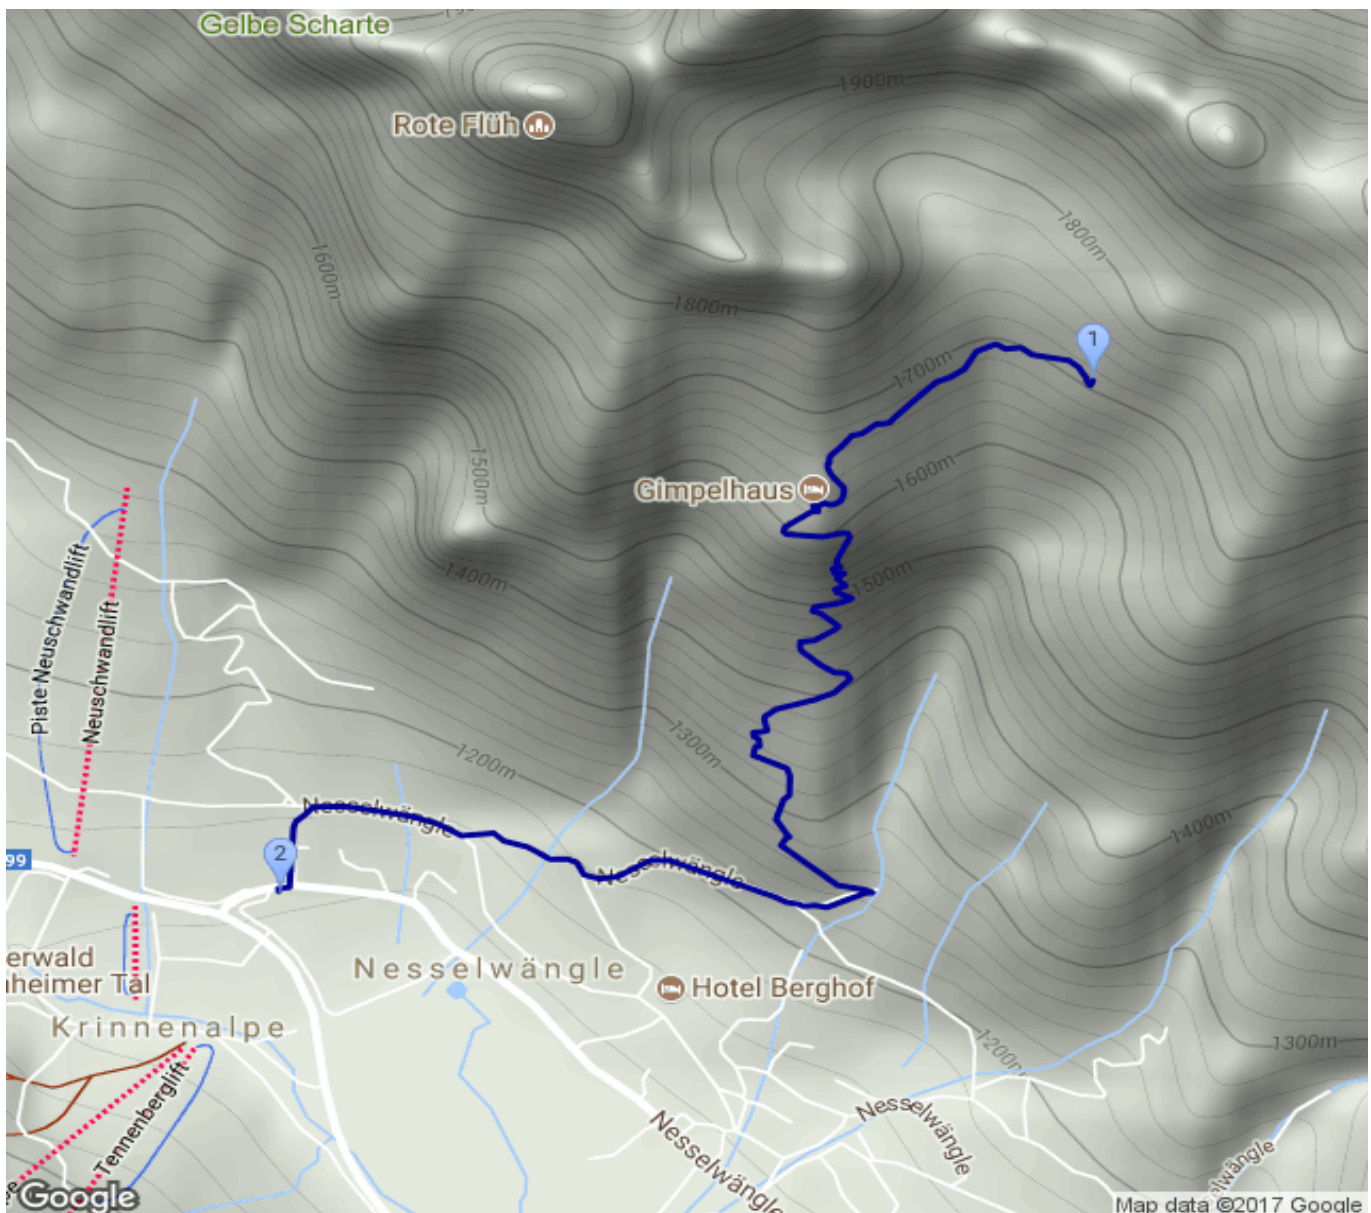 Gelbe Scharte
Rote Flüh
1900m
1800m
1600m
1800m
1
1700m
1500m
Gimpelhaus
1600m
1400m
1500m
Piste Neuschwandlift
Neuschwandlift
1300m
1200m
Nesselwängle
1400m
99
2
Nesselwängle
erwald
nheimer Tal
Nesselwängle
Hotel Berghof
Krinnenalpe
1200m
1300m
Tennenberglift
Nesselwängle
Nesselwängle
selwängle
Google
Map data ©2017 Google